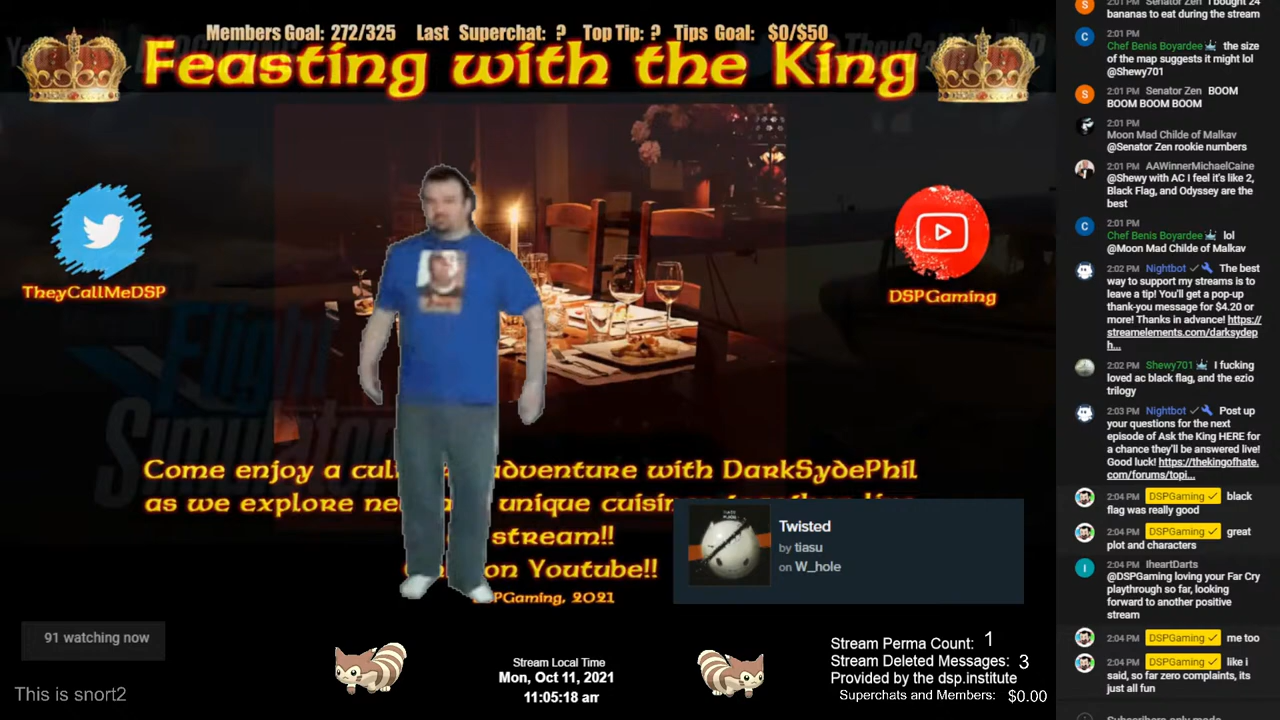 Members Goal: 272/325 Last Superchat: ? Top Tip: ? Tips Goal: $0/$50
Feasting with the King
TheyCallMeDSP
DSPGaming
Flight
Simulator
Come enjoy a adventure with DarkSydePhil
as we explore unique
stream!!
on Youtube!!
2021
Twisted
by tiasu
on W_hole
91 watching now
This is snort2
Stream Local Time
Mon, Oct 11, 2021
11:05:18 am
Stream Perma Count: 1
Stream Deleted Messages: 3
Provided by the dsp.institute
Superchats and Members: $0.00
2:01 PM Senator Zen I bought 24
bananas to eat during the stream
2:01 PM
Chef Benis Boyardee the size
of the map suggests it might lol
@Shewy701
2:01 PM Senator Zen BOOM
BOOM BOOM BOOM
2:01 PM
Moon Mad Childe of Malkav
@Senator Zen rookie numbers
2:01 PM AAWinnerMichaelCaine
@Shewy with AC I feel it's like 2,
Black Flag, and Odyssey are the
best
2:01 PM
Chef Benis Boyardee lol
@Moon Mad Childe of Malkav
2:02 PM Nightbot The best
way to support my streams is to
leave a tip! You'll get a pop-up
thank-you message for $4.20 or
more! Thanks in advance! https://
streamelements.com/darksydep
h...
2:02 PM Shewy701 I fucking
loved ac black flag, and the ezio
trilogy
2:03 PM Nightbot Post up
your questions for the next
episode of Ask the King HERE for
a chance they'll be answered live!
Good luck! https://thekingofhate.
com/forums/topi...
2:04 PM DSPGaming black
flag was really good
2:04 PM DSPGaming great
plot and characters
2:04 PM IheartDarts
@DSPGaming loving your Far Cry
playthrough so far, looking
forward to another positive
stream
2:04 PM DSPGaming me too
2:04 PM DSPGaming like i
said, so far zero complaints, its
just all fun
Subscribers-only mode